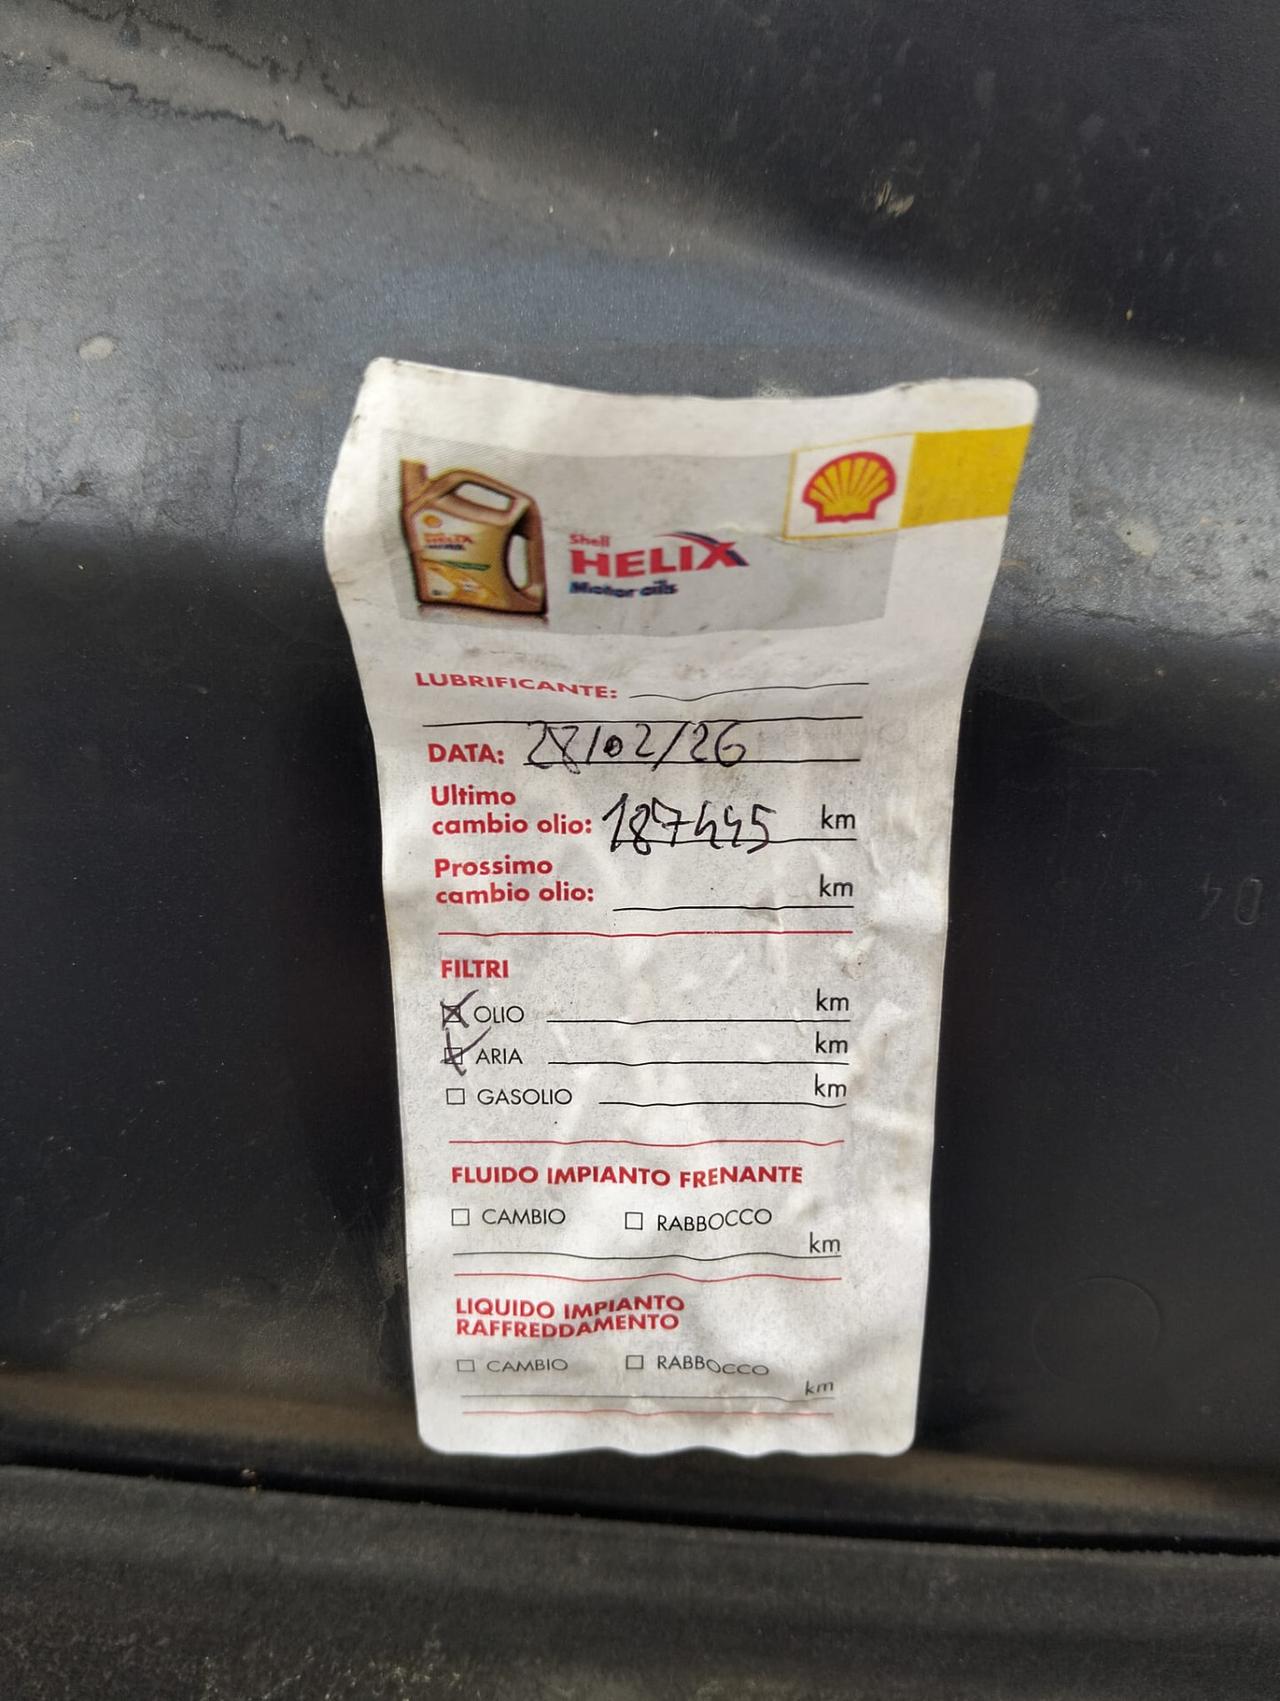 Shell
HELIX
Motor oils
LUBRIFICANTE:
DATA: 28/02/26
Ultimo
cambio olio: 187445 km
Prossimo
cambio olio: km
FILTRI
OLIO km
ARIA km
GASOLIO km
FLUIDO IMPIANTO FRENANTE
CAMBIO RABBOCCO
km
LIQUIDO IMPIANTO
RAFFREDDAMENTO
CAMBIO RABBOCCO
km
04